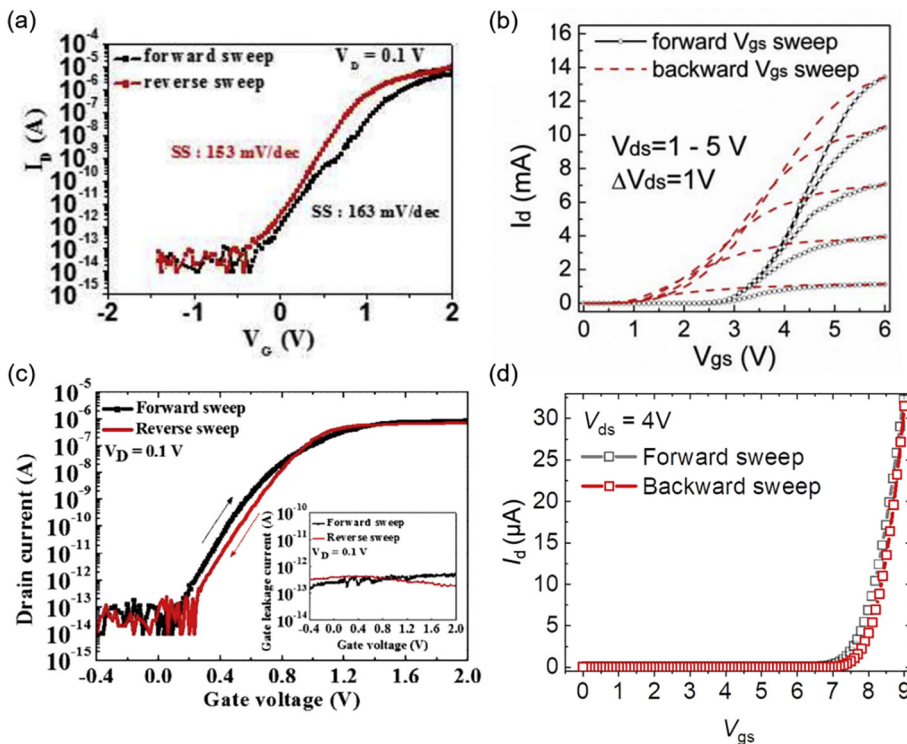 (a)
10^-4
10^-5
10^-6
10^-7
10^-8
10^-9
10^-10
10^-11
10^-12
10^-13
10^-14
10^-15
I_D (A)
forward sweep
reverse sweep
V_D = 0.1 V
SS : 153 mV/dec
SS : 163 mV/dec
-2 -1 0 1 2
V_G (V)
(b)
16
14
12
10
8
6
4
2
0
Id (mA)
forward Vgs sweep
backward Vgs sweep
Vds=1 - 5 V
ΔVds=1V
0 1 2 3 4 5 6
Vgs (V)
(c)
10^-5
10^-6
10^-7
10^-8
10^-9
10^-10
10^-11
10^-12
10^-13
10^-14
10^-15
Drain current (A)
Forward sweep
Reverse sweep
V_D = 0.1 V
10^-10
10^-11
10^-12
10^-13
10^-14
Gate leakage current (A)
Forward sweep
Reverse sweep
V_D = 0.1 V
-0.4 0.0 0.4 0.8 1.2 1.6 2.0
Gate voltage (V)
-0.4 0.0 0.4 0.8 1.2 1.6 2.0
Gate voltage (V)
(d)
30
25
20
15
10
5
0
I_d (μA)
V_ds = 4V
Forward sweep
Backward sweep
0 1 2 3 4 5 6 7 8 9
V_gs